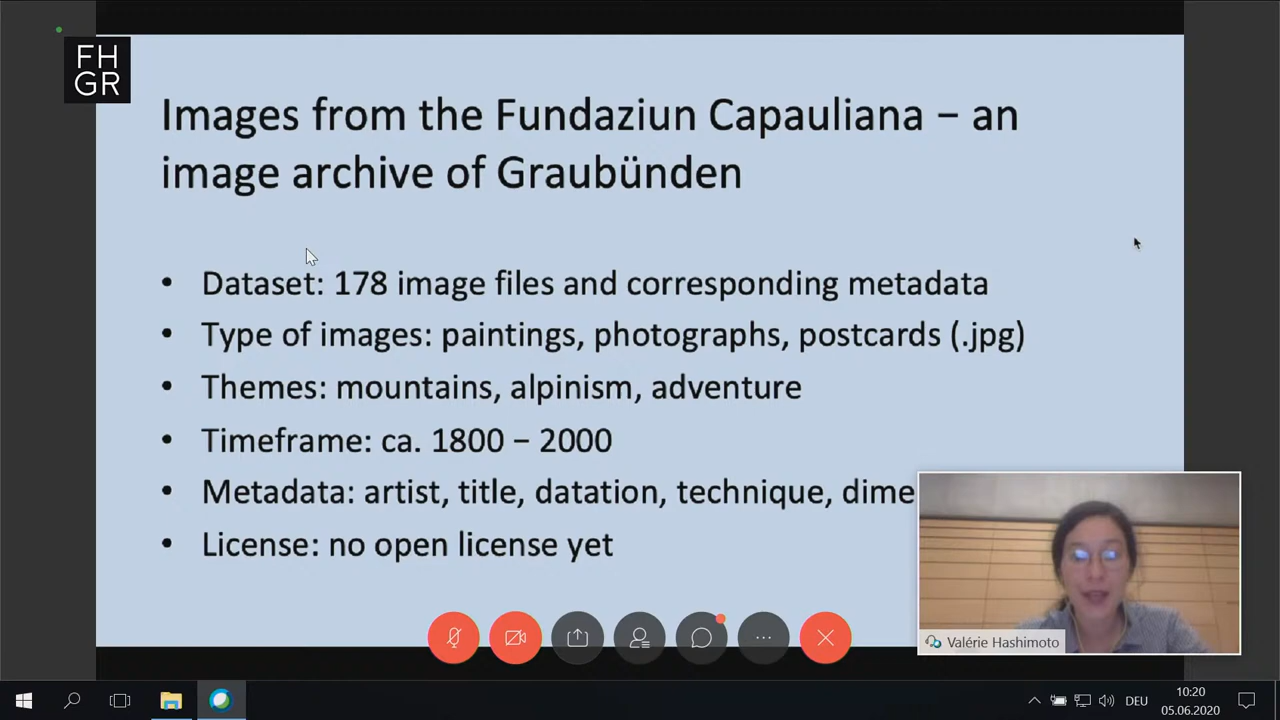 FH
GR
Images from the Fundaziun Capauliana – an
image archive of Graubünden
• Dataset: 178 image files and corresponding metadata
• Type of images: paintings, photographs, postcards (.jpg)
• Themes: mountains, alpinism, adventure
• Timeframe: ca. 1800 – 2000
• Metadata: artist, title, datation, technique, dime
• License: no open license yet
Valérie Hashimoto
DEU
10:20
05.06.2020